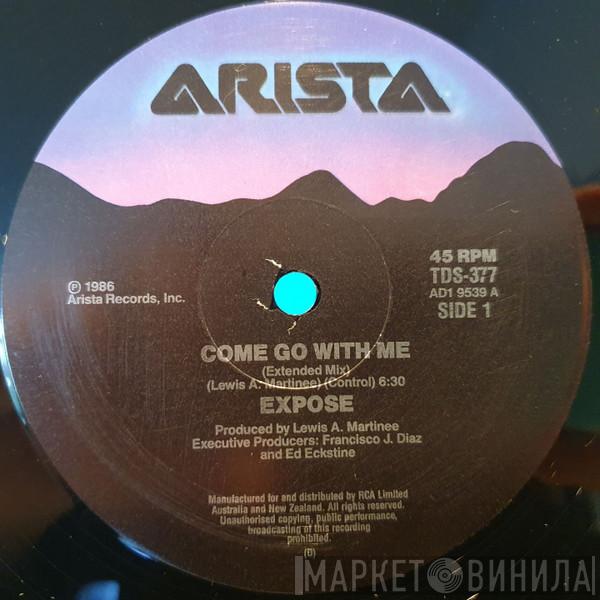 ARISTA
℗ 1986
Arista Records, Inc.
45 RPM
TDS-377
AD1 9539 A
SIDE 1
COME GO WITH ME
(Extended Mix)
(Lewis A. Martinee) (Control) 6:30
EXPOSE
Produced by Lewis A. Martinee
Executive Producers: Francisco J. Diaz
and Ed Eckstine
Manufactured for and distributed by RCA Limited
Australia and New Zealand. All rights reserved.
Unauthorised copying, public performance,
broadcasting of this recording
prohibited.
МАРКЕТ ВИНИЛА